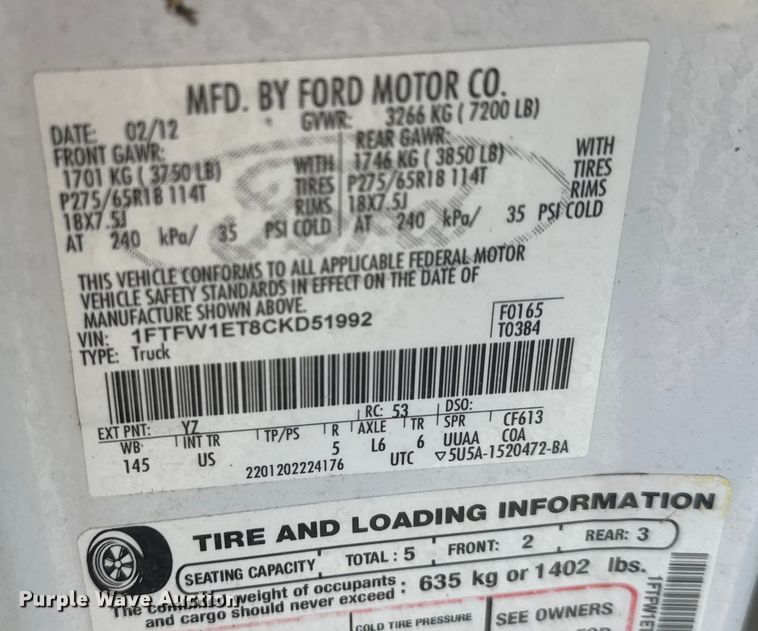 MFD. BY FORD MOTOR CO.
DATE: 02/12 GVWR: 3266 KG ( 7200 LB)
FRONT GAWR: REAR GAWR:
1701 KG ( 3750 LB) WITH 1746 KG ( 3850 LB) WITH
P275/65R18 114T TIRES P275/65R18 114T TIRES
18X7.5J RIMS 18X7.5J RIMS
AT 240 kPa/ 35 PSI COLD AT 240 kPa/ 35 PSI COLD
THIS VEHICLE CONFORMS TO ALL APPLICABLE FEDERAL MOTOR
VEHICLE SAFETY STANDARDS IN EFFECT ON THE DATE OF
MANUFACTURE SHOWN ABOVE.
VIN: 1FTFW1ET8CKD51992 F0165
TYPE: Truck T0384
EXT PNT: YZ RC: 53 DSO:
WB INT TR TP/PS R AXLE TR SPR CF613
145 US 5 L6 6 UUAA COA
2201202224176 UTC ▽5U5A-1520472-BA
TIRE AND LOADING INFORMATION
SEATING CAPACITY TOTAL : 5 FRONT: 2 REAR: 3
The combined weight of occupants and cargo should never exceed : 635 kg or 1402 lbs.
COLD TIRE PRESSURE SEE OWNERS
1FTFW1E
Purple Wave Auction